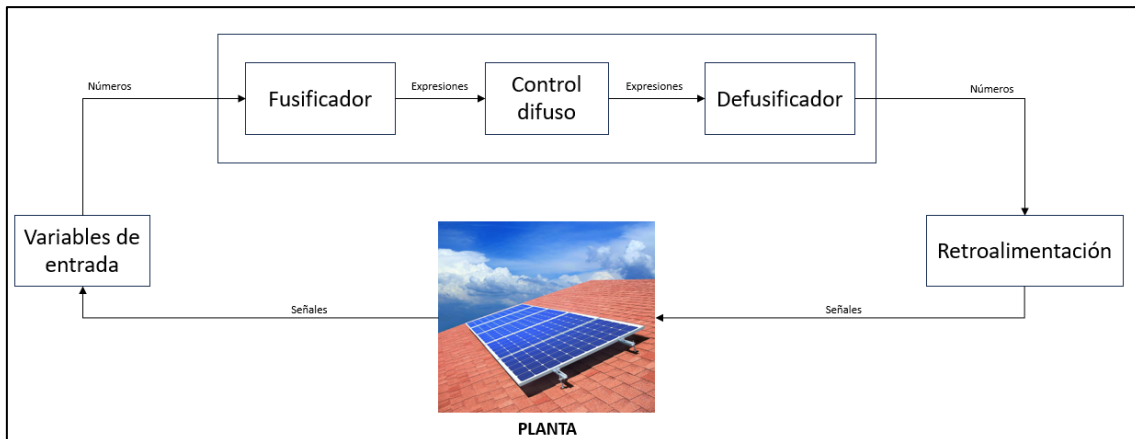 Números
Fusificador
Expresiones
Control
difuso
Expresiones
Defusificador
Números
Variables de
entrada
Retroalimentación
Señales
Señales
PLANTA